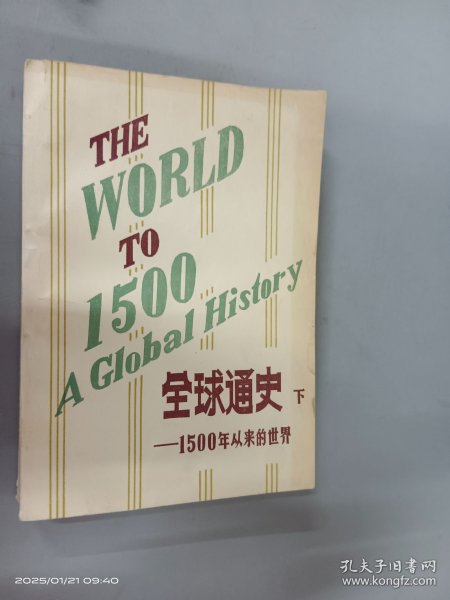 THE
WORLD
TO
1500
A Global History
全球通史 下
——1500年以来的世界
2025/01/21 09:40
孔夫子旧书网
www.kongfz.com